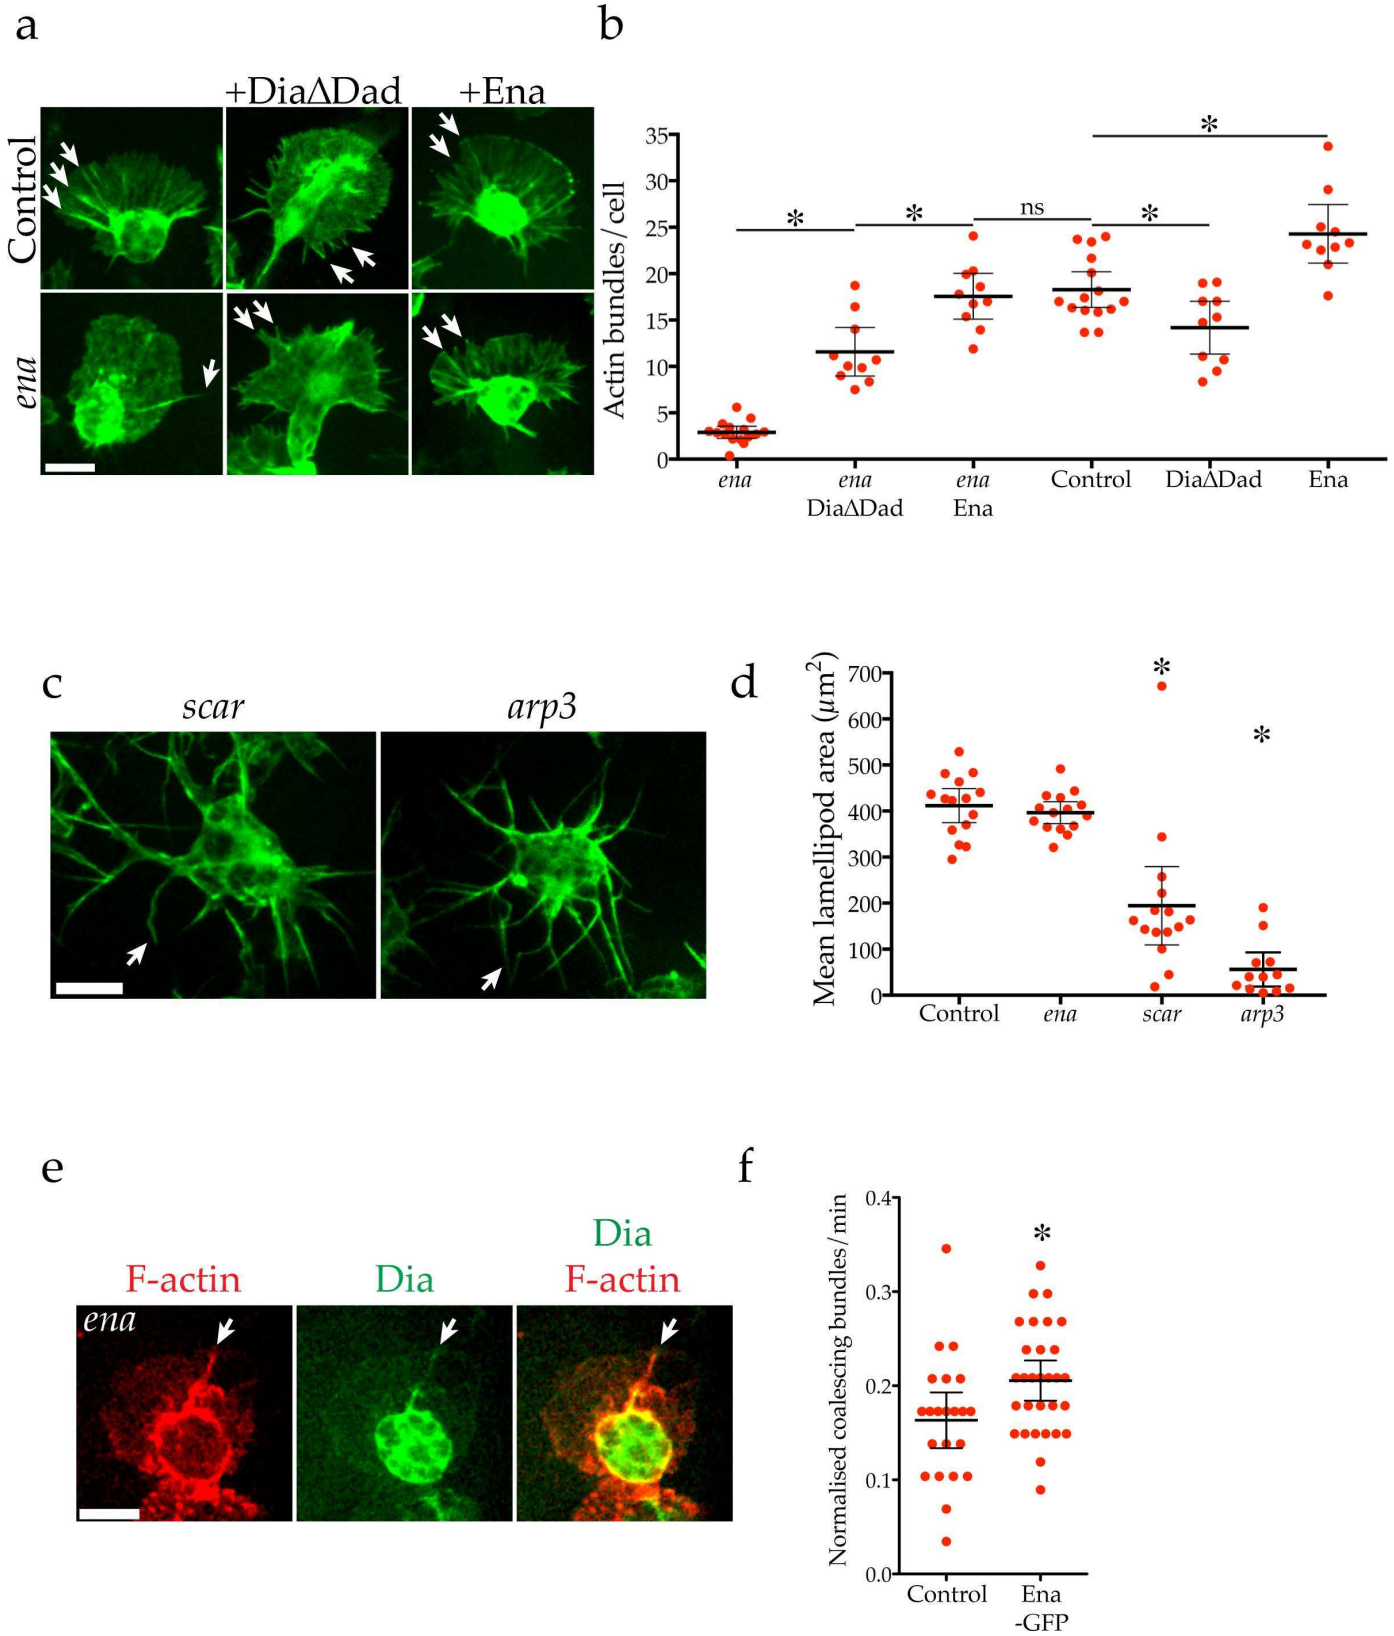 a
+DiaΔDad
+Ena
Control
ena
b
Actin bundles/cell
35
30
25
20
15
10
5
0
*
*
ns
*
*
ena
ena
DiaΔDad
ena
Ena
Control
DiaΔDad
Ena
c
scar
arp3
d
Mean lamellipod area (μm²)
700
600
500
400
300
200
100
0
*
*
Control
ena
scar
arp3
e
F-actin
Dia
Dia
F-actin
ena
f
Normalised coalescing bundles/min
0.4
0.3
0.2
0.1
0.0
*
Control
Ena
-GFP